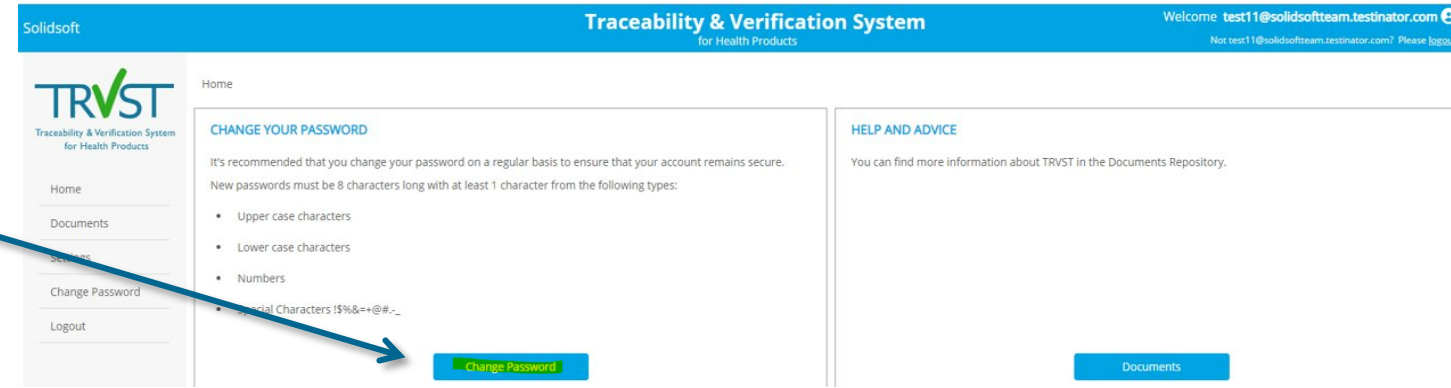 Solidsoft
Traceability & Verification System
for Health Products
Welcome test11@solidsoftteam.testinator.com
Not test11@solidsoftteam.testinator.com? Please logou
TRVST
Traceability & Verification System
for Health Products
Home
Documents
Settings
Change Password
Logout
Home
CHANGE YOUR PASSWORD
It's recommended that you change your password on a regular basis to ensure that your account remains secure.
New passwords must be 8 characters long with at least 1 character from the following types:
• Upper case characters
• Lower case characters
• Numbers
• Special Characters !$%&=+@#.-_
Change Password
HELP AND ADVICE
You can find more information about TRVST in the Documents Repository.
Documents